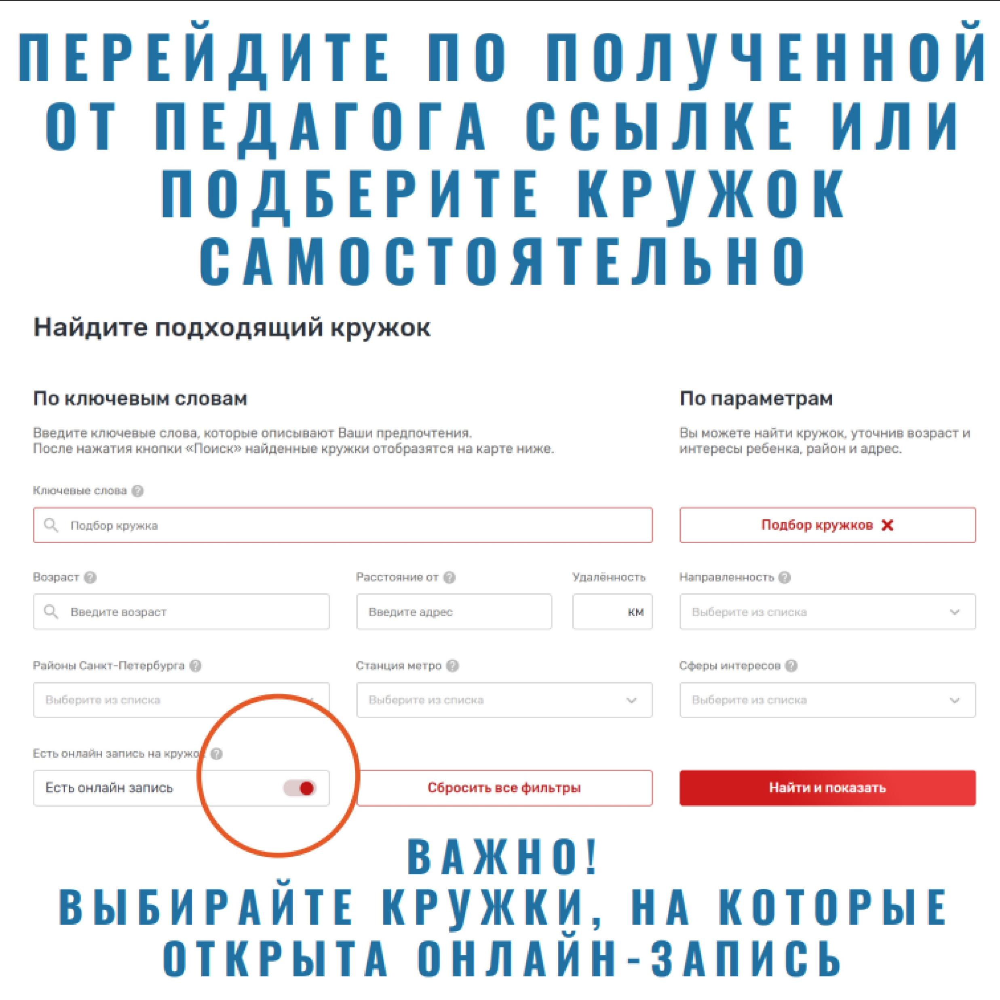 ПЕРЕЙДИТЕ ПО ПОЛУЧЕННОЙ
ОТ ПЕДАГОГА ССЫЛКЕ ИЛИ
ПОДБЕРИТЕ КРУЖОК
САМОСТОЯТЕЛЬНО
Найдите подходящий кружок
По ключевым словам
Введите ключевые слова, которые описывают Ваши предпочтения.
После нажатия кнопки «Поиск» найденные кружки отобразятся на карте ниже.
По параметрам
Вы можете найти кружок, уточнив возраст и
интересы ребенка, район и адрес.
Ключевые слова
Подбор кружка
Подбор кружков
Возраст
Расстояние от
Удалённость
Направленность
Введите возраст
Введите адрес
км
Выберите из списка
Районы Санкт-Петербурга
Станция метро
Сферы интересов
Выберите из списка
Выберите из списка
Выберите из списка
Есть онлайн запись на кружок
Есть онлайн запись
Сбросить все фильтры
Найти и показать
ВАЖНО!
ВЫБИРАЙТЕ КРУЖКИ, НА КОТОРЫЕ
ОТКРЫТА ОНЛАЙН-ЗАПИСЬ